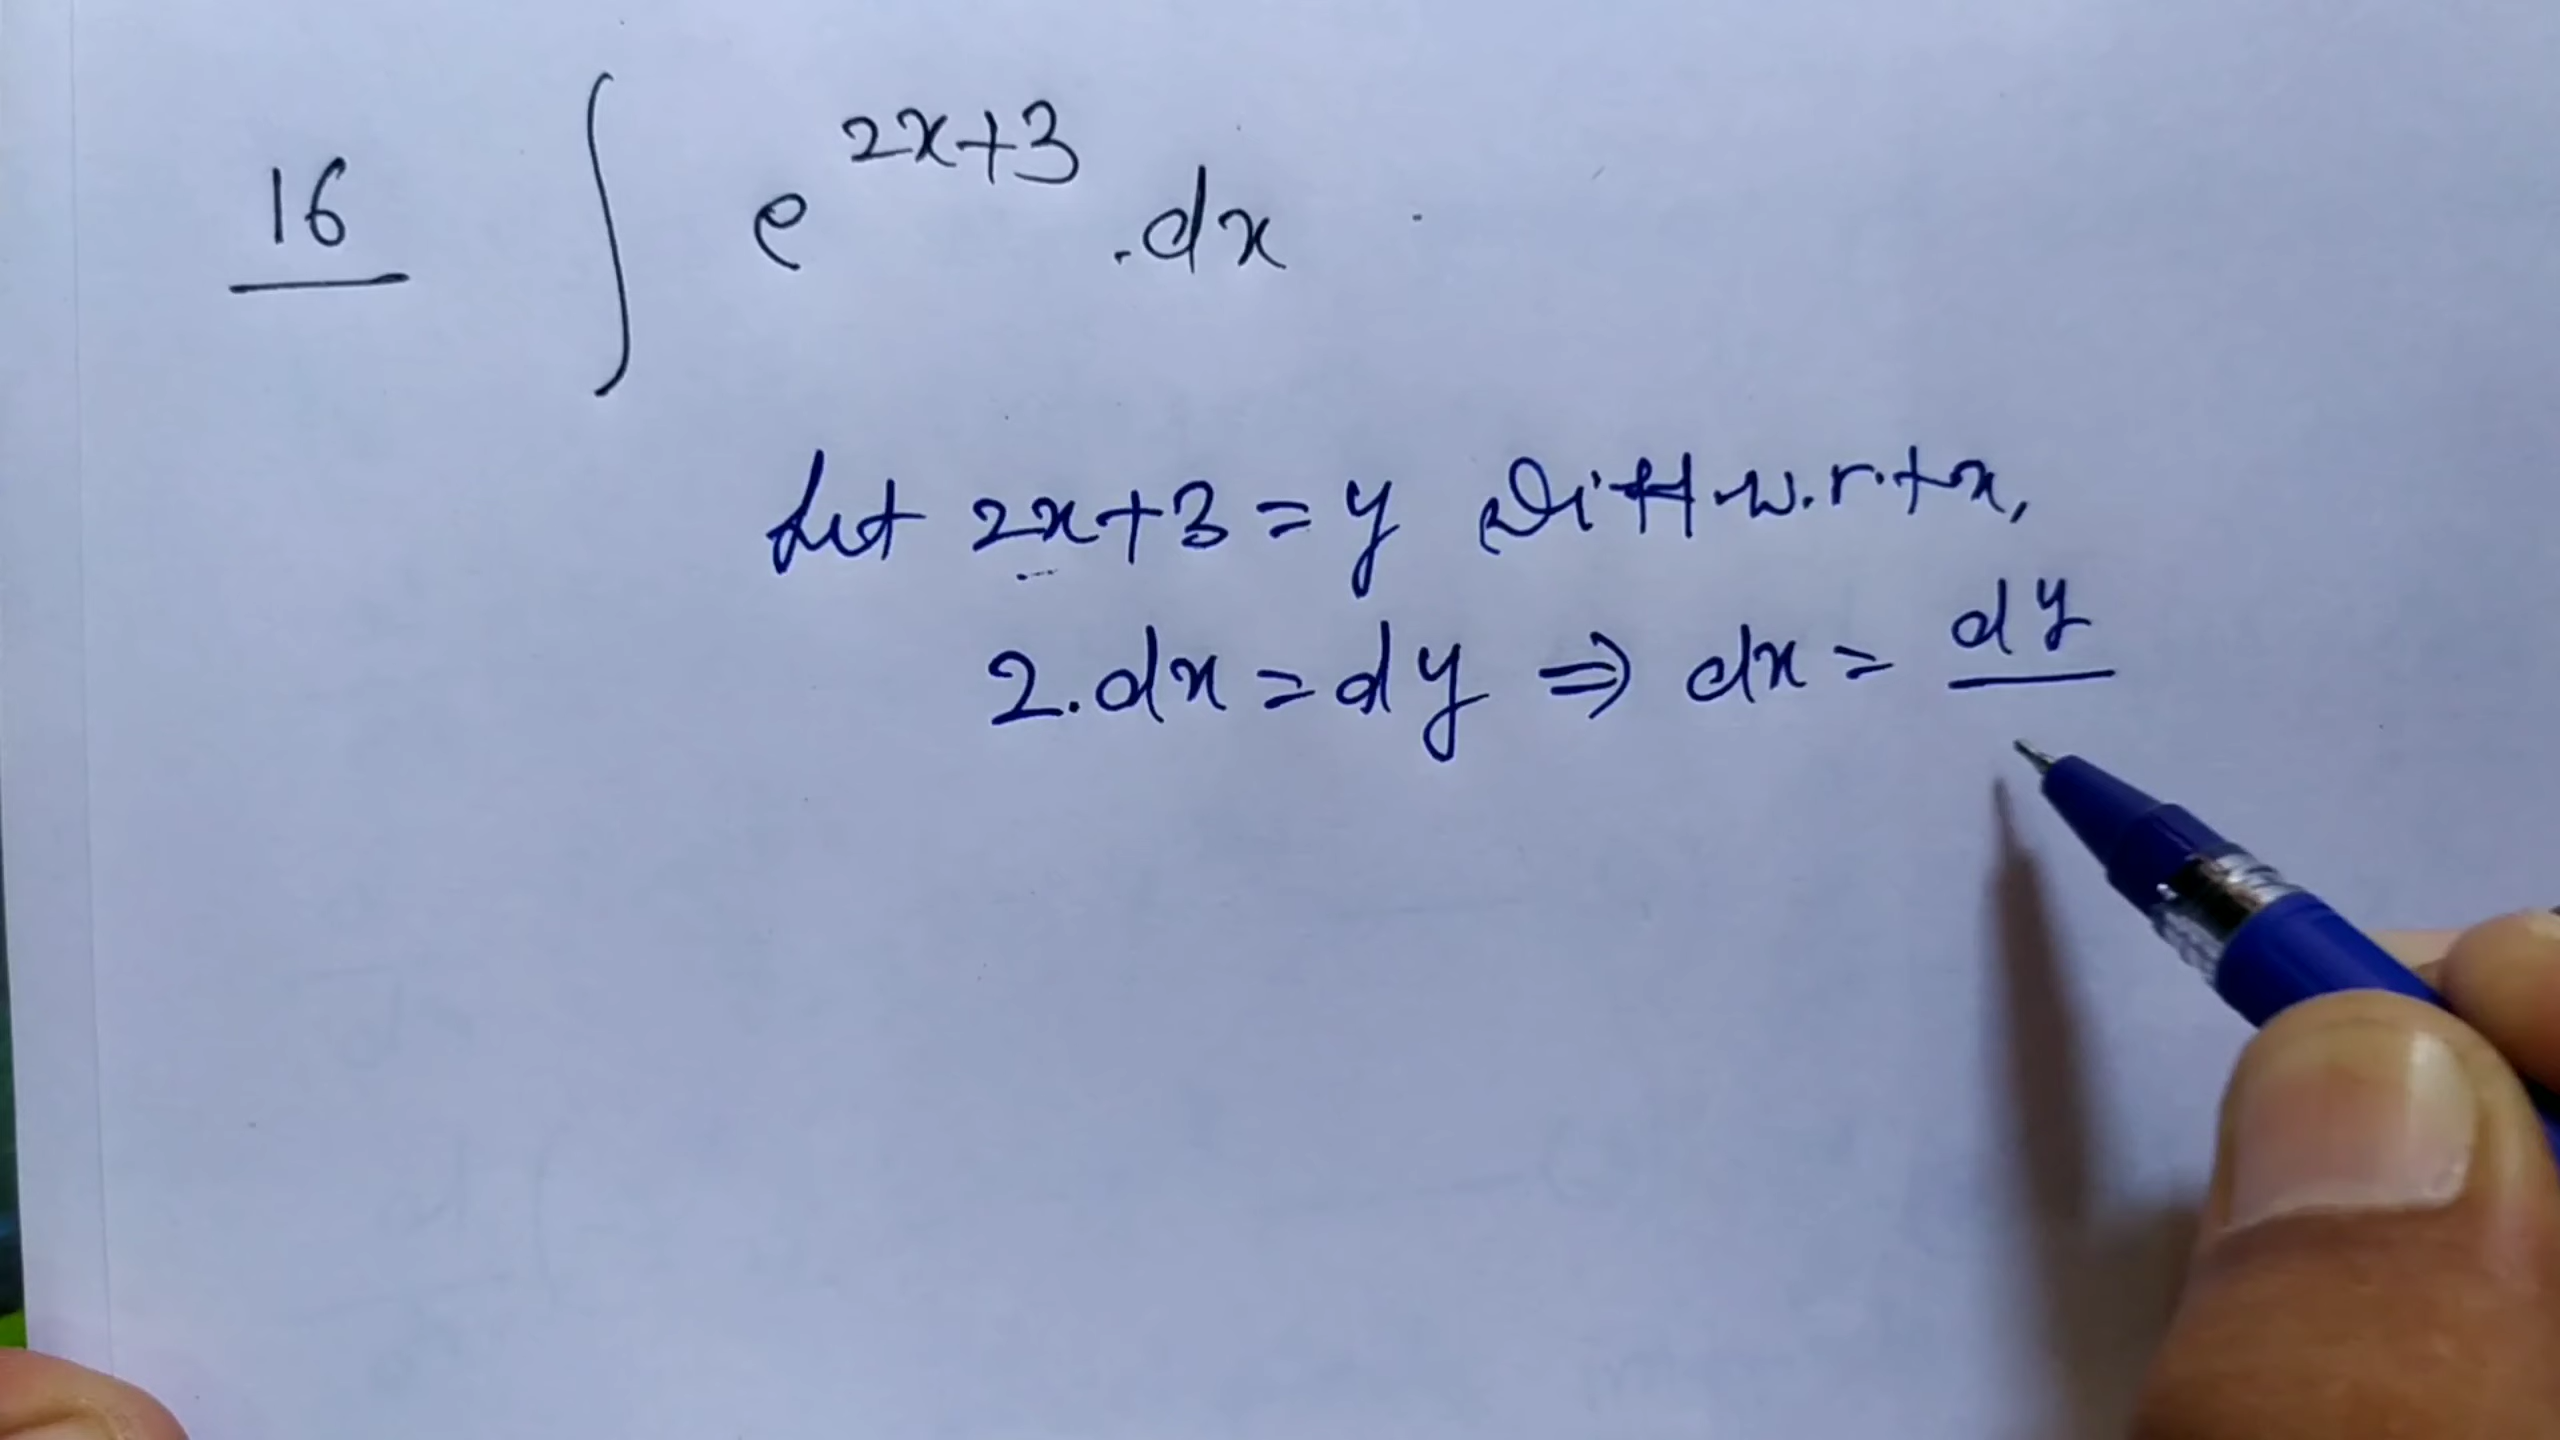 16 ∫ e^{2x+3} .dx
Let 2x+3 = y Diff w.r.t x,
2.dx = dy ⇒ dx = dy/